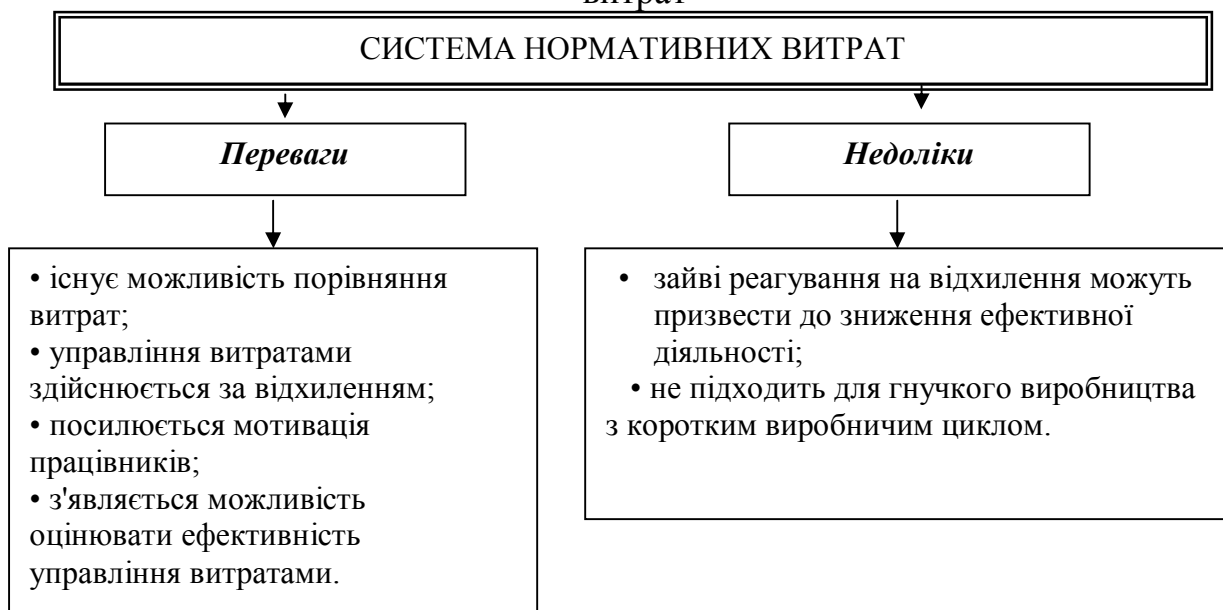 витрат
СИСТЕМА НОРМАТИВНИХ ВИТРАТ
Переваги
Недоліки
• існує можливість порівняння
витрат;
• управління витратами
здійснюється за відхиленням;
• посилюється мотивація
працівників;
• з'являється можливість
оцінювати ефективність
управління витратами.
• зайві реагування на відхилення можуть
призвести до зниження ефективної
діяльності;
• не підходить для гнучкого виробництва
з коротким виробничим циклом.